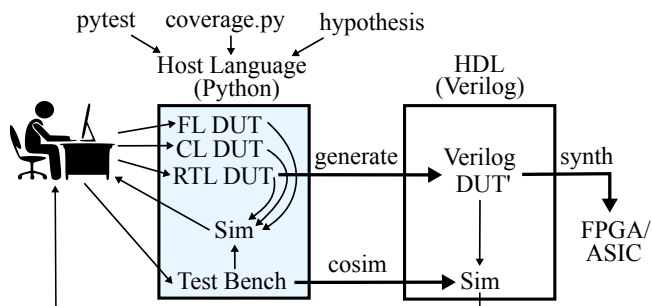 pytest coverage.py hypothesis
Host Language
(Python)
HDL
(Verilog)
FL DUT
CL DUT
RTL DUT
generate
Verilog
DUT'
synth
Sim
FPGA/
ASIC
Test Bench
cosim
Sim